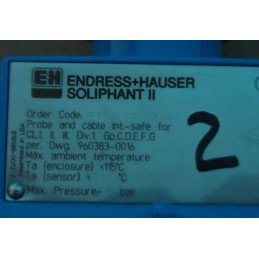 E+H ENDRESS+HAUSER
SOLIPHANT II
Order Code:
Probe and cable Int.-safe for
CL.I, II, III, Div.1, Gp.C,D,E,F,G
per. Dwg. 960383-0016
Max. ambient temperature
Ta (enclosure) <115°C
Ta (sensor) < °C
Max. Pressure: bar
2